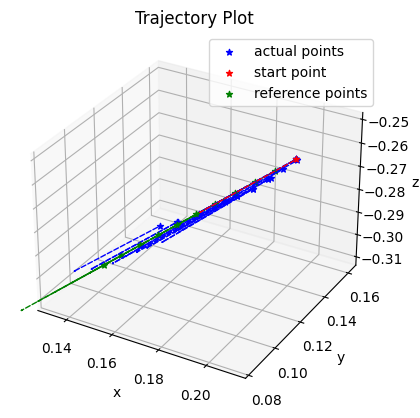 Trajectory Plot
actual points
start point
reference points
−0.25
−0.26
−0.27
−0.28
−0.29
−0.30
−0.31
z
0.16
0.14
0.12
0.10
0.08
y
0.14
0.16
0.18
0.20
x